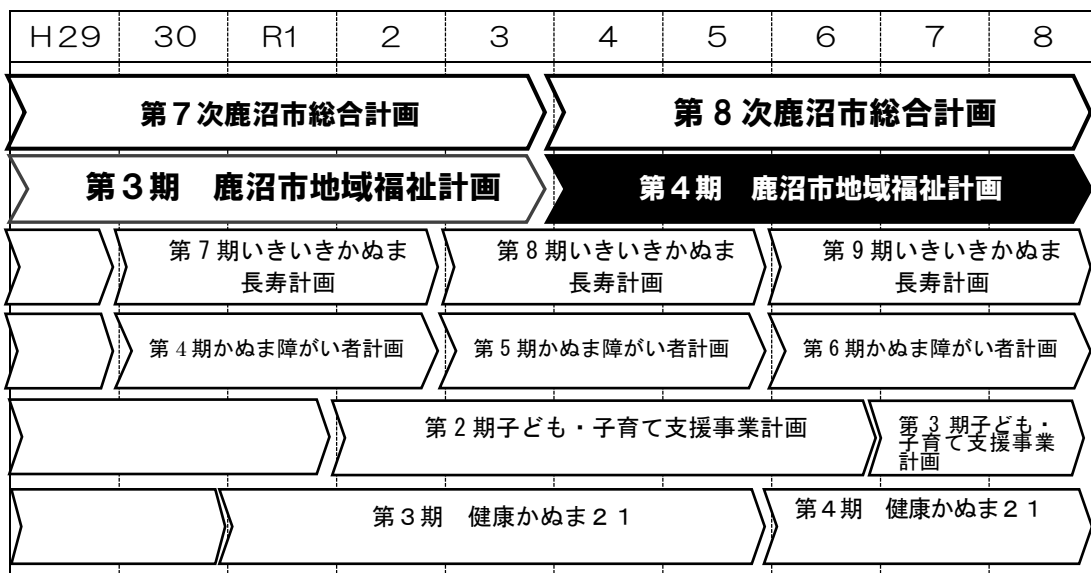 H29 30 R1 2 3 4 5 6 7 8
第7次鹿沼市総合計画 第8次鹿沼市総合計画
第3期 鹿沼市地域福祉計画 第4期 鹿沼市地域福祉計画
第7期いきいきかぬま
長寿計画
第8期いきいきかぬま
長寿計画
第9期いきいきかぬま
長寿計画
第4期かぬま障がい者計画 第5期かぬま障がい者計画 第6期かぬま障がい者計画
第2期子ども・子育て支援事業計画
第3期子ども・
子育て支援事業
計画
第3期 健康かぬま21 第4期 健康かぬま21